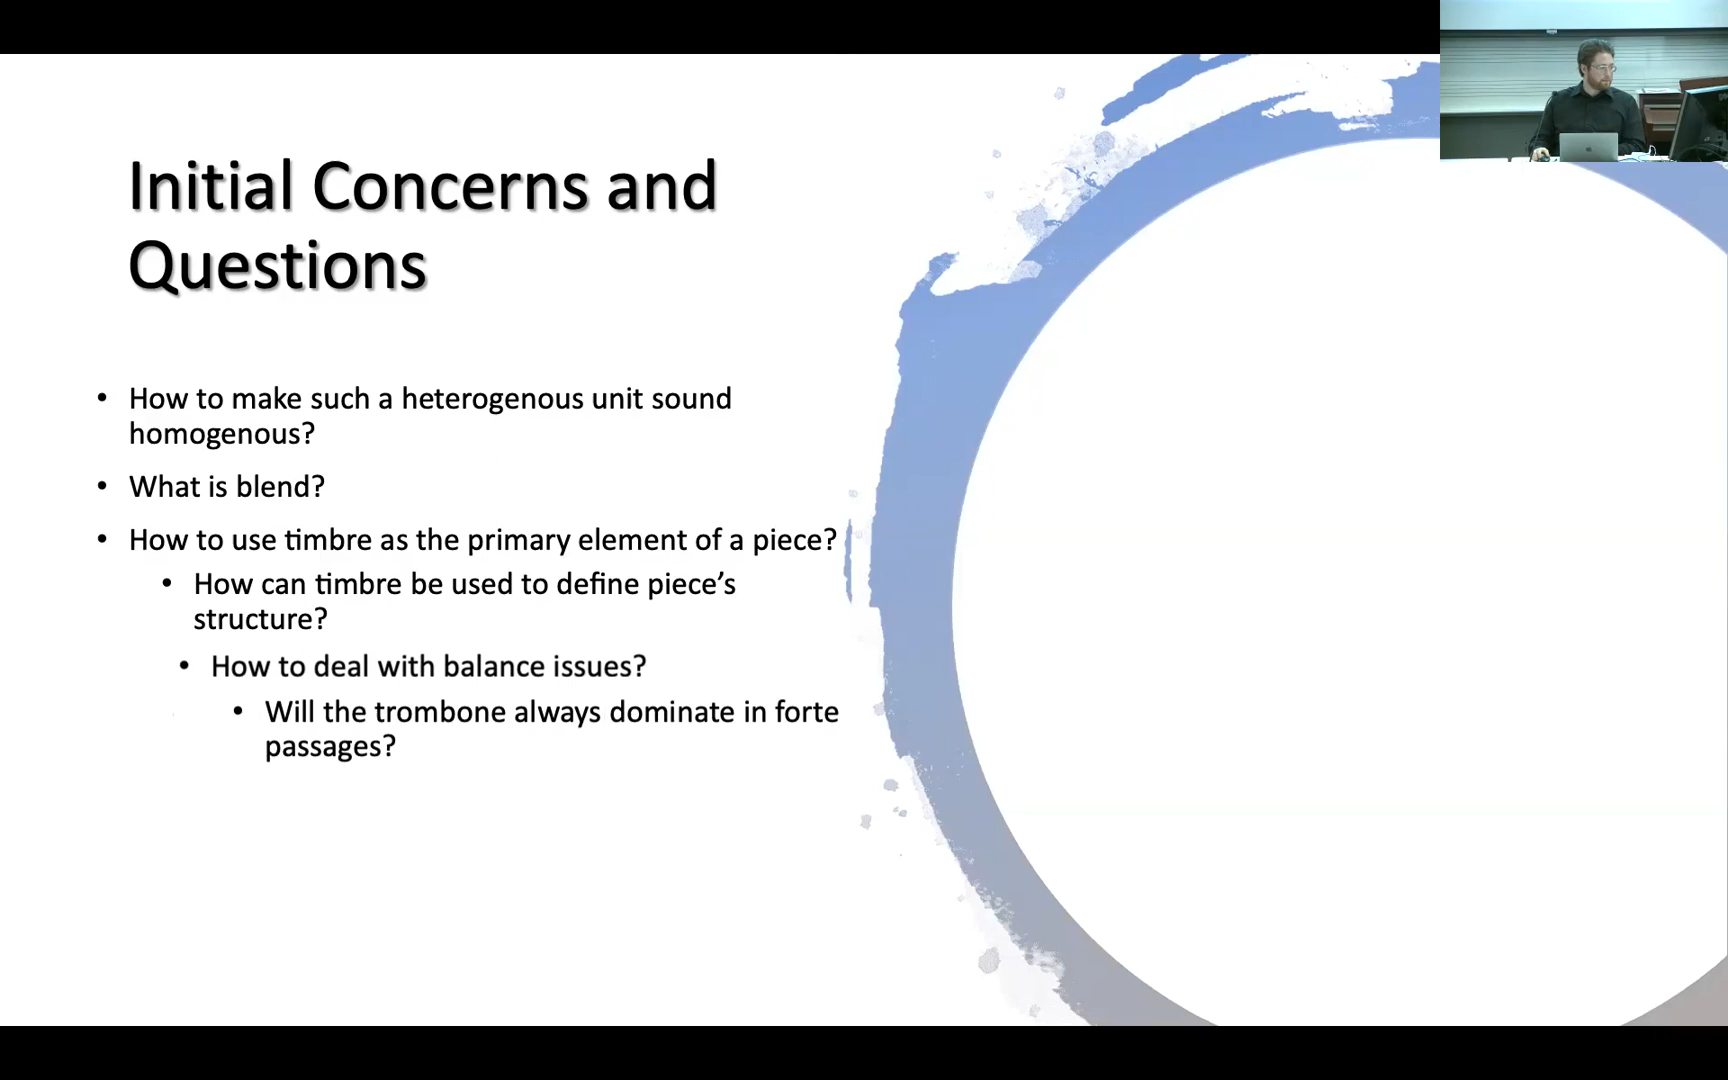 Initial Concerns and
Questions
• How to make such a heterogenous unit sound
homogenous?
• What is blend?
• How to use timbre as the primary element of a piece?
• How can timbre be used to define piece’s
structure?
• How to deal with balance issues?
• Will the trombone always dominate in forte
passages?